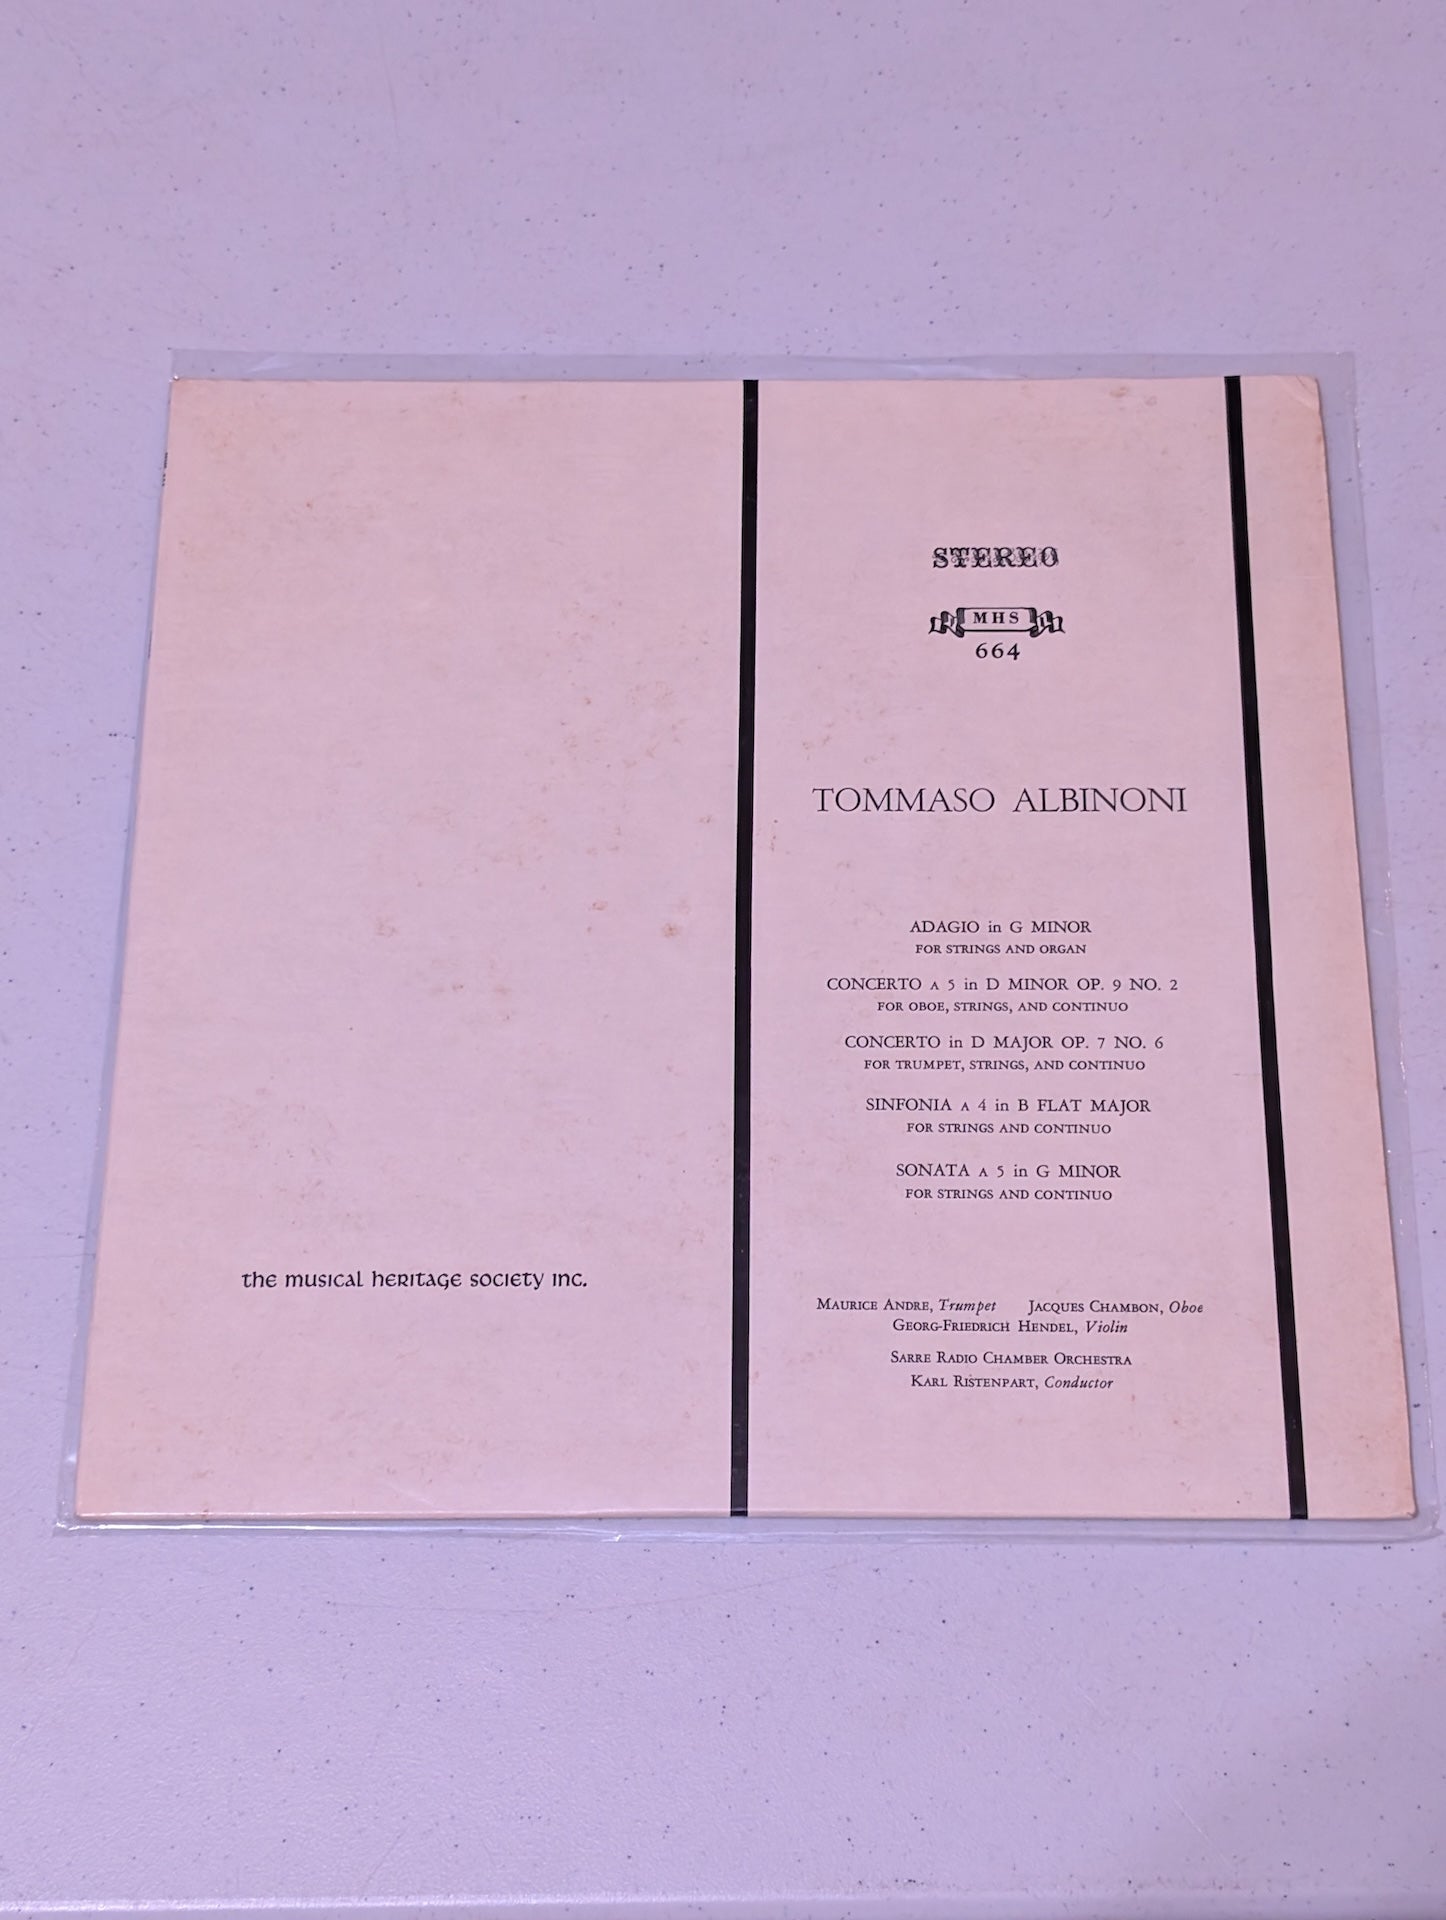 STEREO
MHS
664
TOMMASO ALBINONI
ADAGIO in G MINOR
FOR STRINGS AND ORGAN
CONCERTO A 5 in D MINOR OP. 9 NO. 2
FOR OBOE, STRINGS, AND CONTINUO
CONCERTO in D MAJOR OP. 7 NO. 6
FOR TRUMPET, STRINGS, AND CONTINUO
SINFONIA A 4 in B FLAT MAJOR
FOR STRINGS AND CONTINUO
SONATA A 5 in G MINOR
FOR STRINGS AND CONTINUO
the musical heritage society inc.
MAURICE ANDRE, Trumpet JACQUES CHAMBON, Oboe
GEORG-FRIEDRICH HENDEL, Violin
SARRE RADIO CHAMBER ORCHESTRA
KARL RISTENPART, Conductor